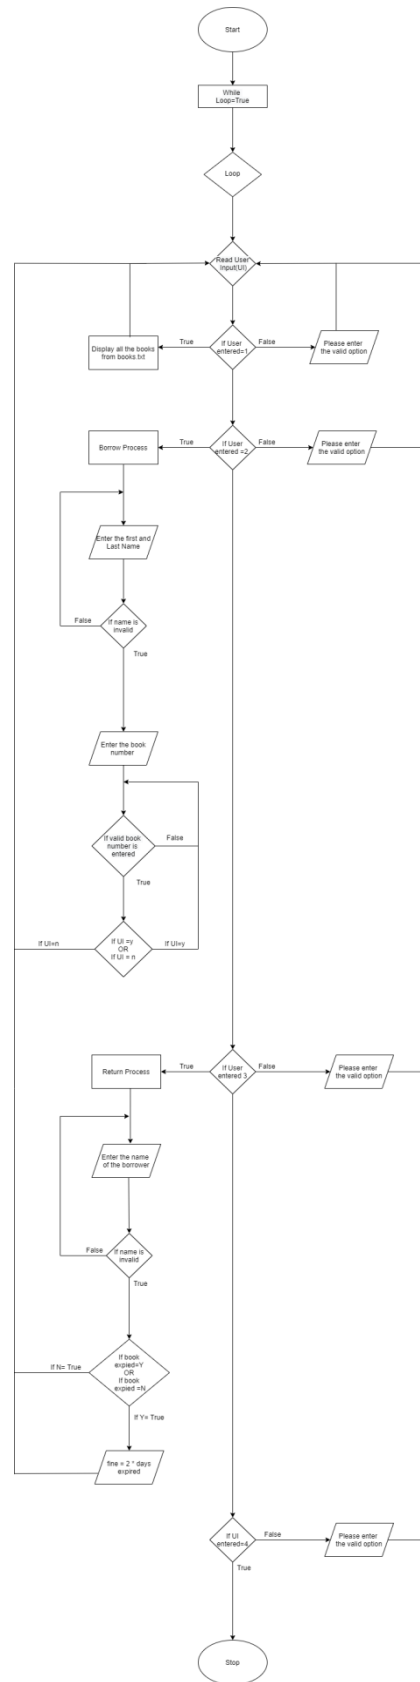 Start
While
Loop=True
Loop
Read User
Input(UI)
Display all the books
from books.txt
True
If User
entered=1
False
Please enter
the valid option
Borrow Process
True
If User
entered =2
False
Please enter
the valid option
Enter the first and
Last Name
False
If name is
invalid
True
Enter the book
number
If valid book
number is
entered
False
True
If UI=n
If UI =y
OR
If UI = n
If UI=y
Return Process
True
If User
entered 3
False
Please enter
the valid option
Enter the name
of the borrower
False
If name is
invalid
True
If N= True
If book
expied=Y
OR
If book
expied =N
If Y= True
fine = 2 * days
expired
If UI
entered=4
False
Please enter
the valid option
True
Stop